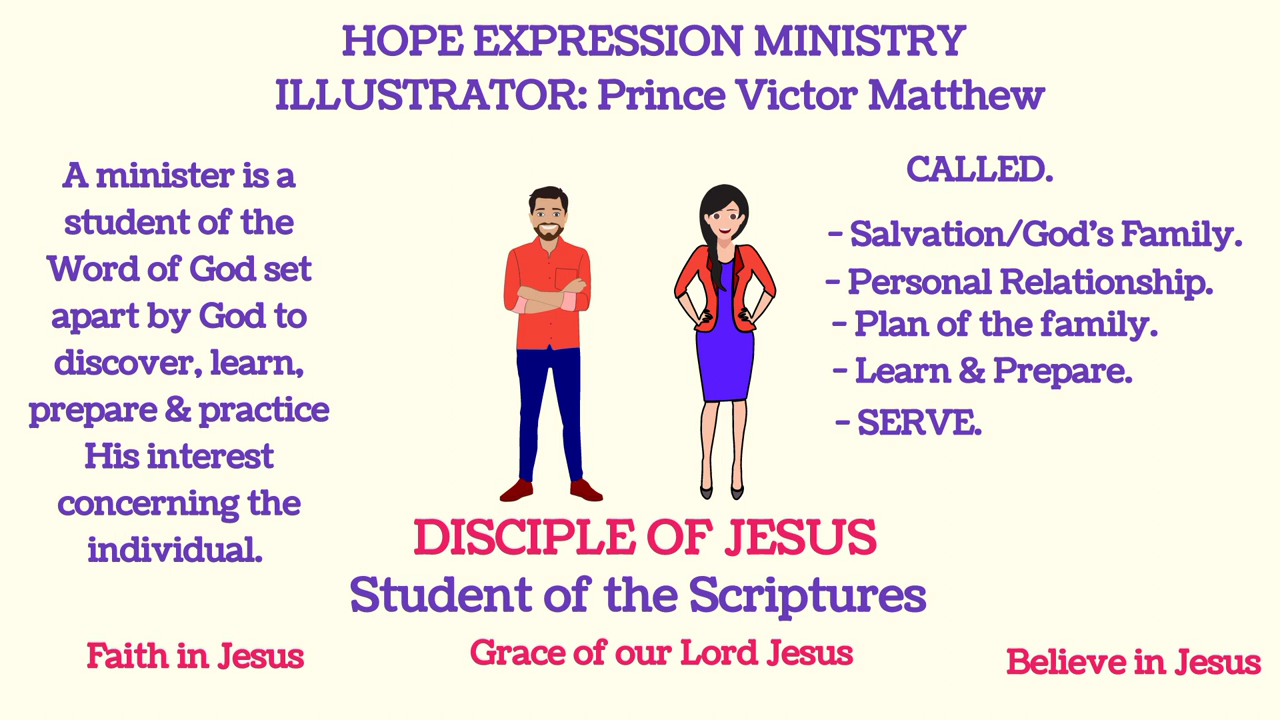 HOPE EXPRESSION MINISTRY
ILLUSTRATOR: Prince Victor Matthew
A minister is a
student of the
Word of God set
apart by God to
discover, learn,
prepare & practice
His interest
concerning the
individual.
CALLED.
- Salvation/God's Family.
- Personal Relationship.
- Plan of the family.
- Learn & Prepare.
- SERVE.
DISCIPLE OF JESUS
Student of the Scriptures
Faith in Jesus
Grace of our Lord Jesus
Believe in Jesus